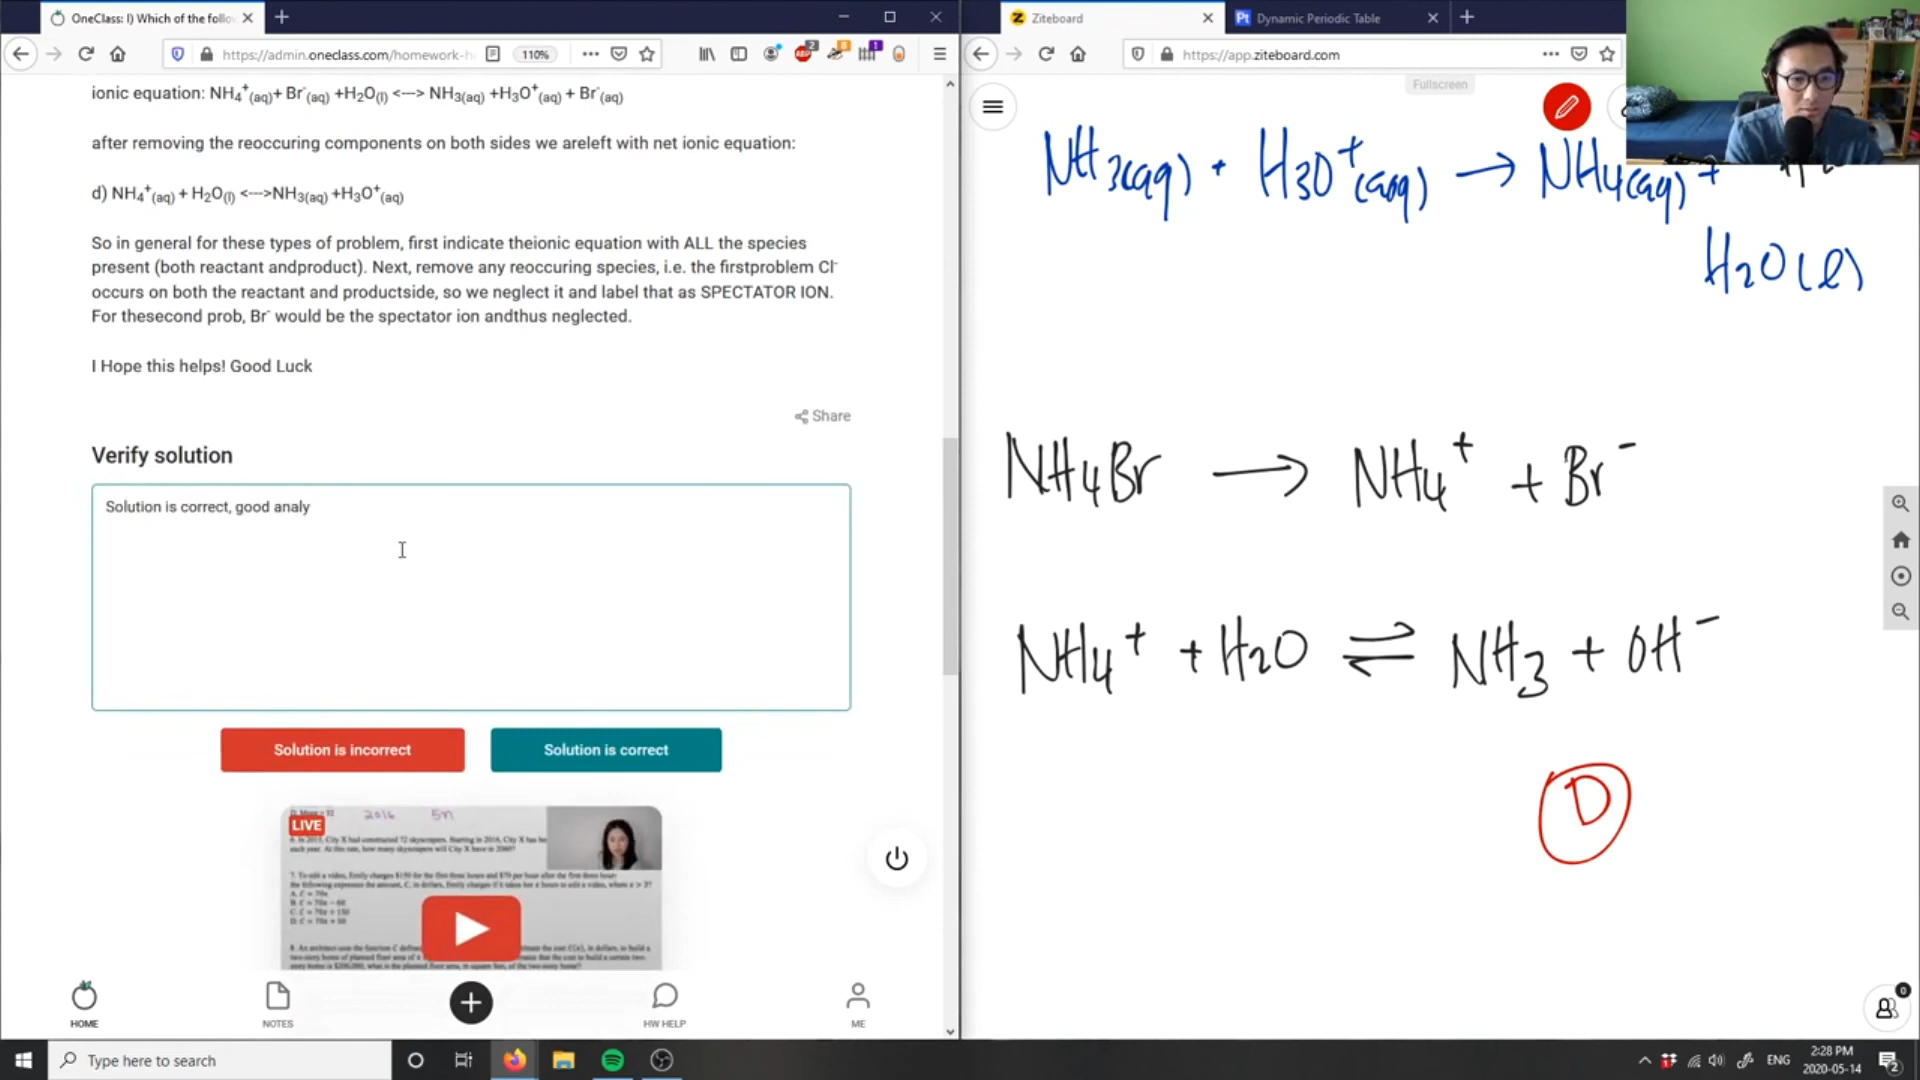 OneClass: I) Which of the follo
Ziteboard
Dynamic Periodic Table
https://admin.oneclass.com/homework-h
110%
https://app.ziteboard.com
Fullscreen
ionic equation: NH4+(aq)+ Br-(aq) +H2O(l) <---> NH3(aq) +H3O+(aq) + Br-(aq)
after removing the reoccuring components on both sides we areleft with net ionic equation:
d) NH4+(aq) + H2O(l) <--->NH3(aq) +H3O+(aq)
So in general for these types of problem, first indicate theionic equation with ALL the species
present (both reactant andproduct). Next, remove any reoccuring species, i.e. the firstproblem Cl-
occurs on both the reactant and productside, so we neglect it and label that as SPECTATOR ION.
For thesecond prob, Br- would be the spectator ion andthus neglected.
I Hope this helps! Good Luck
Share
Verify solution
Solution is correct, good analy
Solution is incorrect
Solution is correct
LIVE
2016 5n
HOME
NOTES
HW HELP
ME
NH3(aq) + H3O+(aq) → NH4(aq) +
H2O(l)
NH4Br → NH4+ + Br-
NH4+ + H2O ⇌ NH3 + OH-
D
0
Type here to search
ENG
2:28 PM
2020-05-14
2